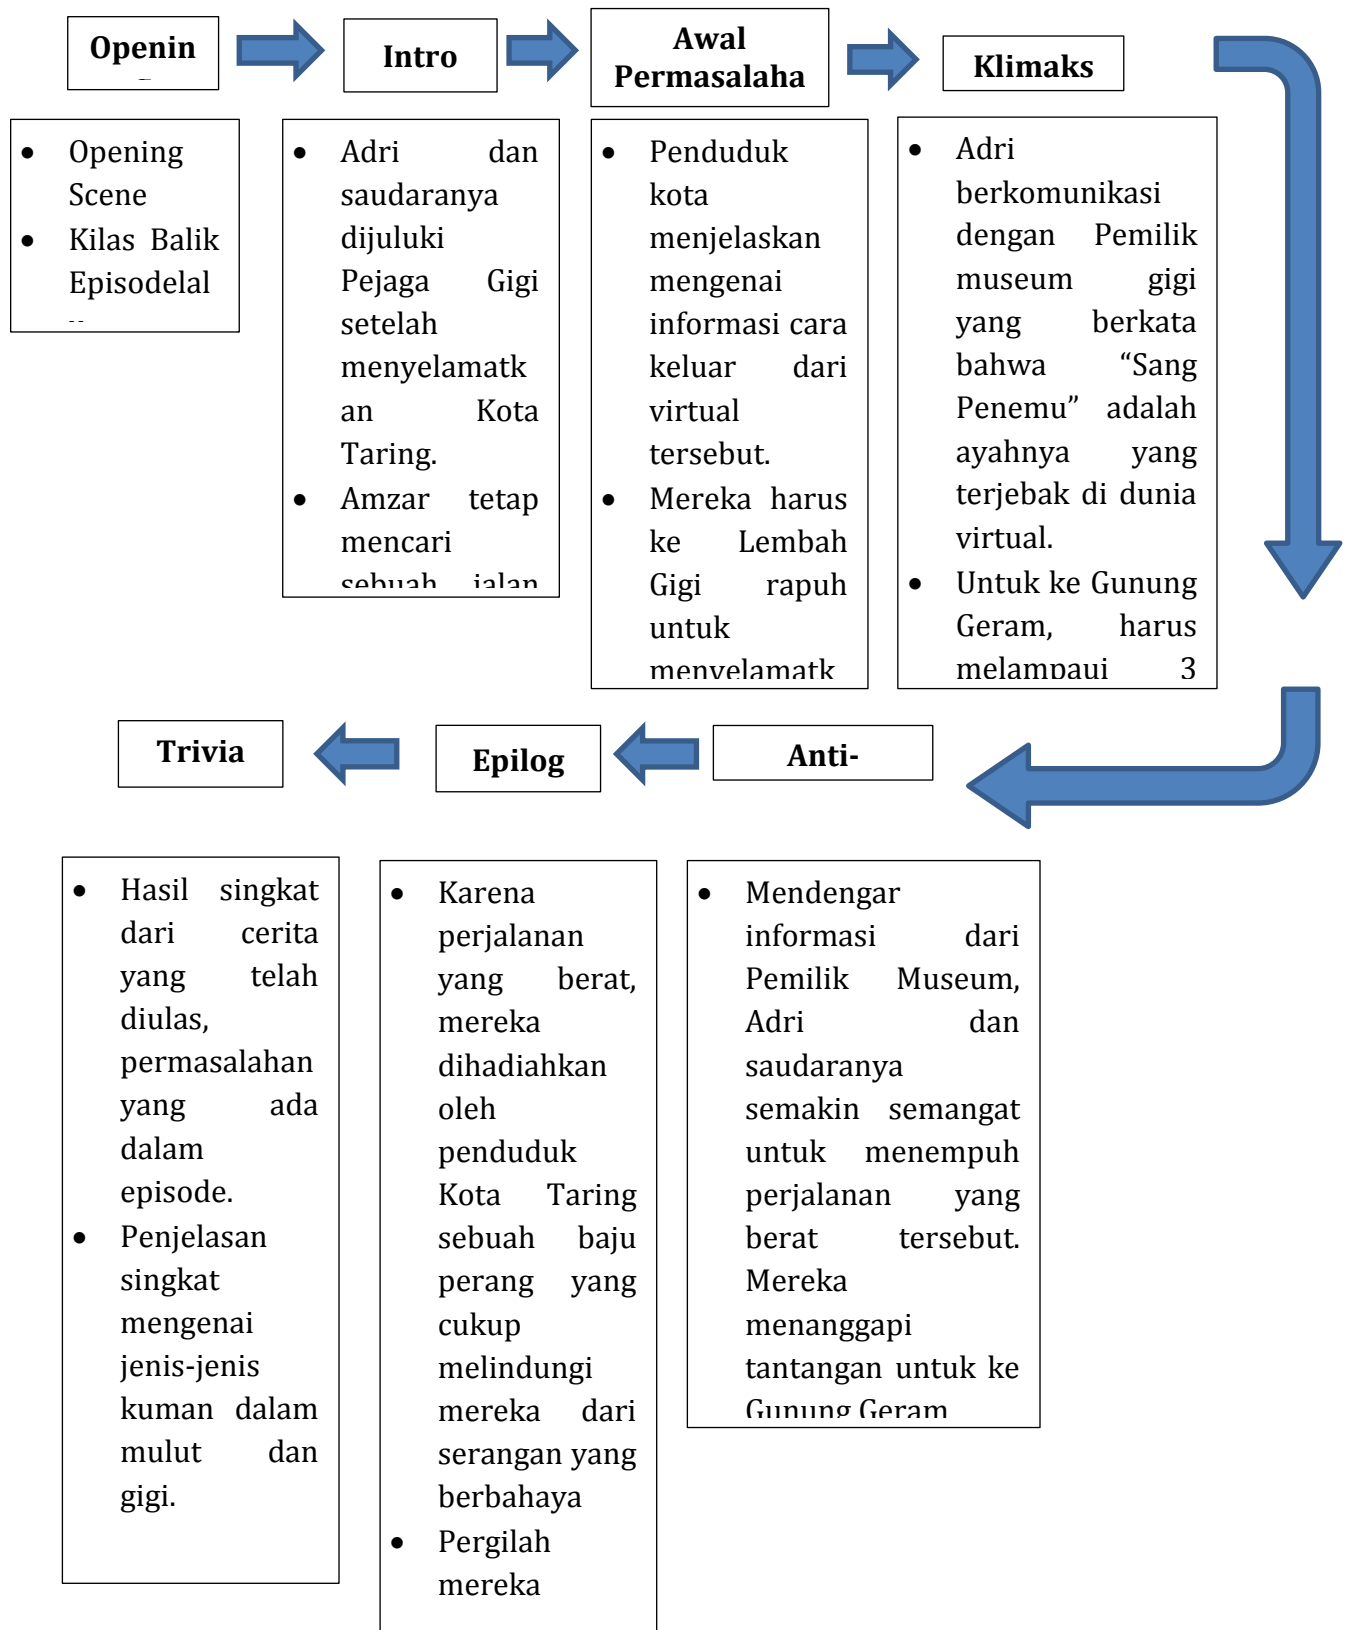 Openin
Intro
Awal
Permasalaha
Klimaks
• Opening
Scene
• Kilas Balik
Episodelal
• Adri dan
saudaranya
dijuluki
Pejaga Gigi
setelah
menyelamatk
an Kota
Taring.
• Amzar tetap
mencari
sebuah jalan
• Penduduk
kota
menjelaskan
mengenai
informasi cara
keluar dari
virtual
tersebut.
• Mereka harus
ke Lembah
Gigi rapuh
untuk
menyelamatk
• Adri
berkomunikasi
dengan Pemilik
museum gigi
yang berkata
bahwa “Sang
Penemu” adalah
ayahnya yang
terjebak di dunia
virtual.
• Untuk ke Gunung
Geram, harus
melampaui 3
Trivia
Epilog
Anti-
• Hasil singkat
dari cerita
yang telah
diulas,
permasalahan
yang ada
dalam
episode.
• Penjelasan
singkat
mengenai
jenis-jenis
kuman dalam
mulut dan
gigi.
• Karena
perjalanan
yang berat,
mereka
dihadiahkan
oleh
penduduk
Kota Taring
sebuah baju
perang yang
cukup
melindungi
mereka dari
serangan yang
berbahaya
• Pergilah
mereka
• Mendengar
informasi dari
Pemilik Museum,
Adri dan
saudaranya
semakin semangat
untuk menempuh
perjalanan yang
berat tersebut.
Mereka
menanggapi
tantangan untuk ke
Gunung Geram